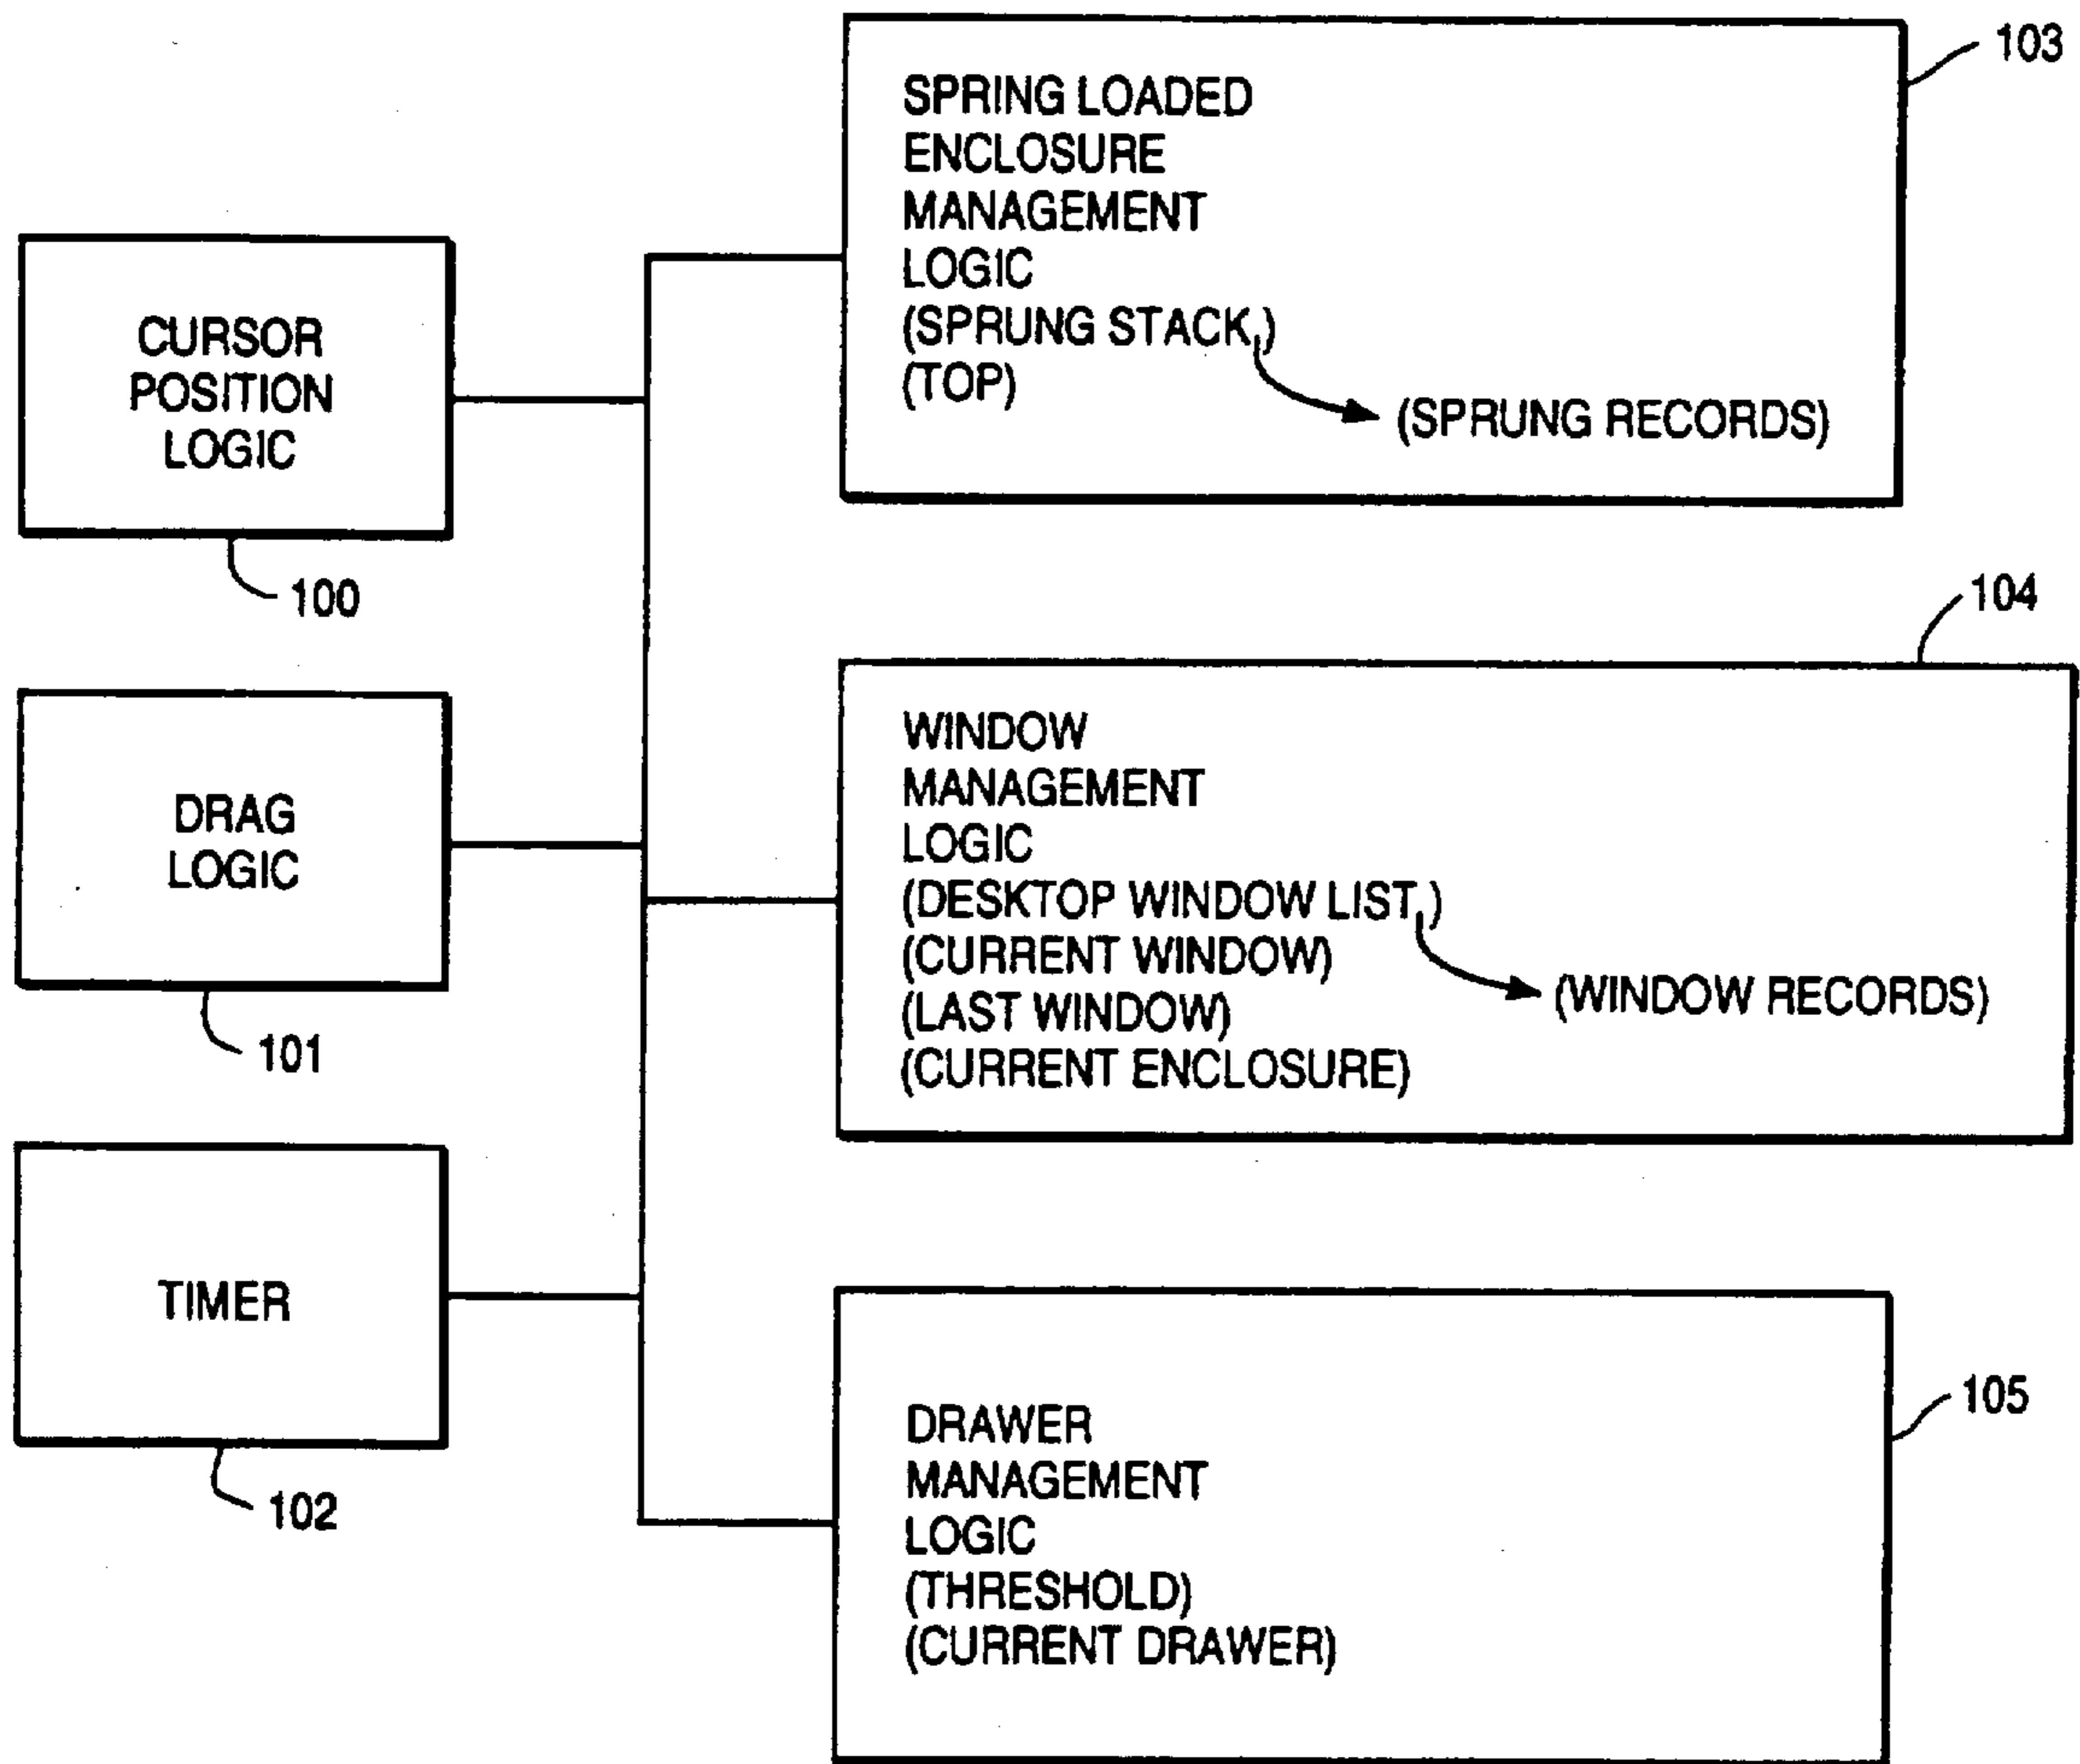 CURSOR
POSITION
LOGIC
100
DRAG
LOGIC
101
TIMER
102
103
SPRING LOADED
ENCLOSURE
MANAGEMENT
LOGIC
(SPRUNG STACK)
(TOP)
(SPRUNG RECORDS)
104
WINDOW
MANAGEMENT
LOGIC
(DESKTOP WINDOW LIST)
(CURRENT WINDOW)
(LAST WINDOW)
(CURRENT ENCLOSURE)
(WINDOW RECORDS)
105
DRAWER
MANAGEMENT
LOGIC
(THRESHOLD)
(CURRENT DRAWER)